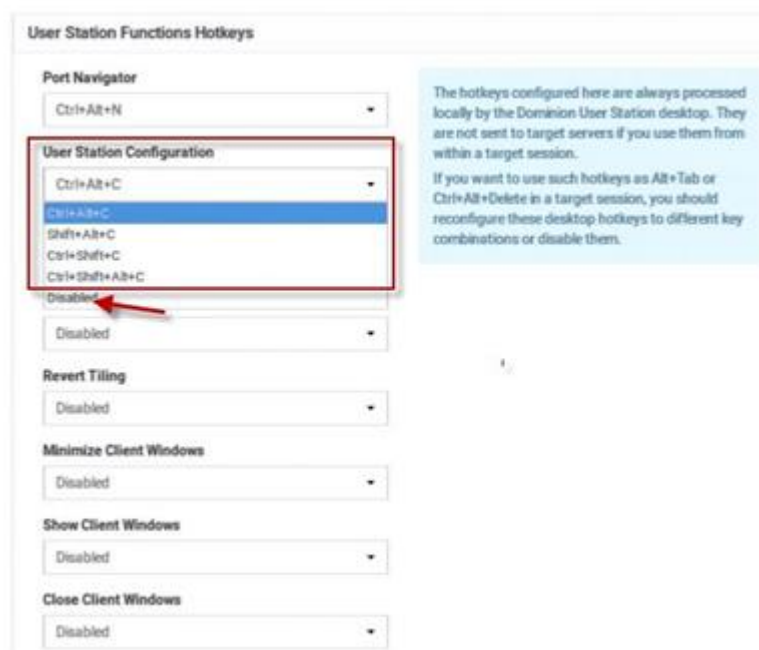 User Station Functions Hotkeys
Port Navigator
Ctrl+Alt+N
User Station Configuration
Ctrl+Alt+C
Ctrl+Alt+C
Shift+Alt+C
Ctrl+Shift+C
Ctrl+Shift+Alt+C
Disabled
Disabled
Revert Tiling
Disabled
Minimize Client Windows
Disabled
Show Client Windows
Disabled
Close Client Windows
Disabled
The hotkeys configured here are always processed
locally by the Dominion User Station desktop. They
are not sent to target servers if you use them from
within a target session.
If you want to use such hotkeys as Alt+Tab or
Ctrl+Alt+Delete in a target session, you should
reconfigure these desktop hotkeys to different key
combinations or disable them.